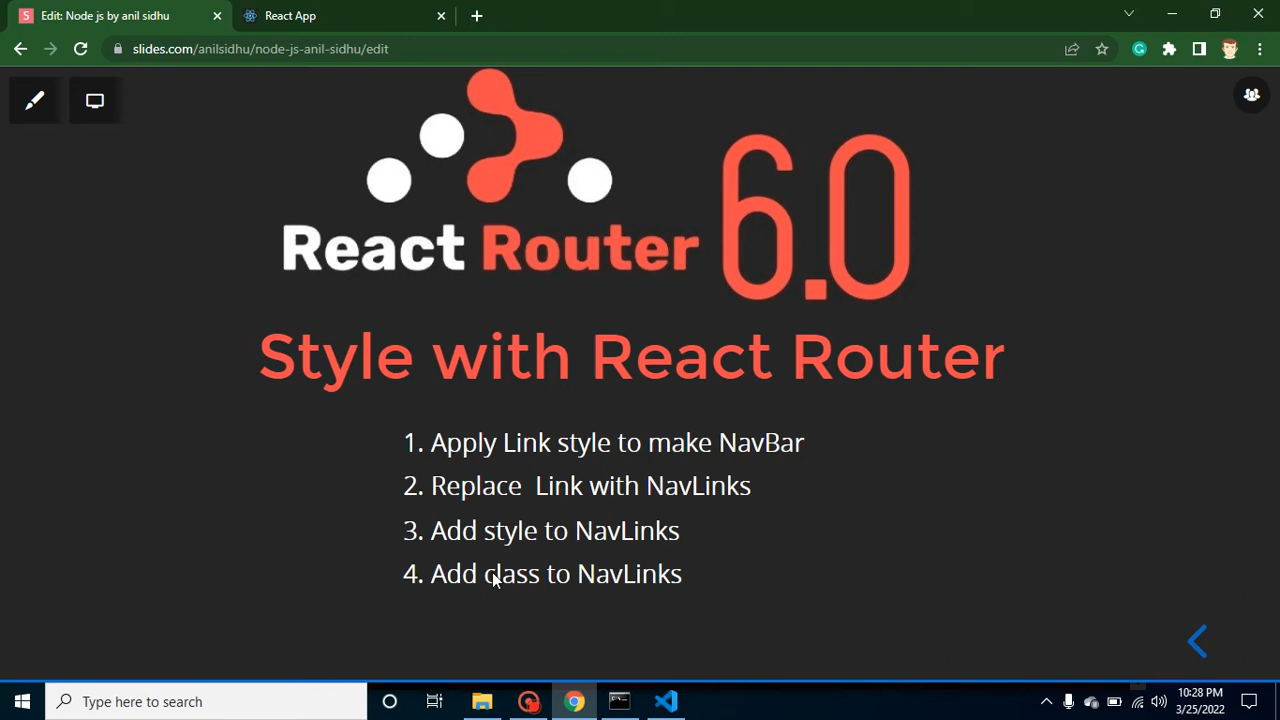 Edit: Node js by anil sidhu
React App
slides.com/anilsidhu/node-js-anil-sidhu/edit
React Router 6.0
Style with React Router
1. Apply Link style to make NavBar
2. Replace  Link with NavLinks
3. Add style to NavLinks
4. Add class to NavLinks
Type here to search
10:28 PM
3/25/2022